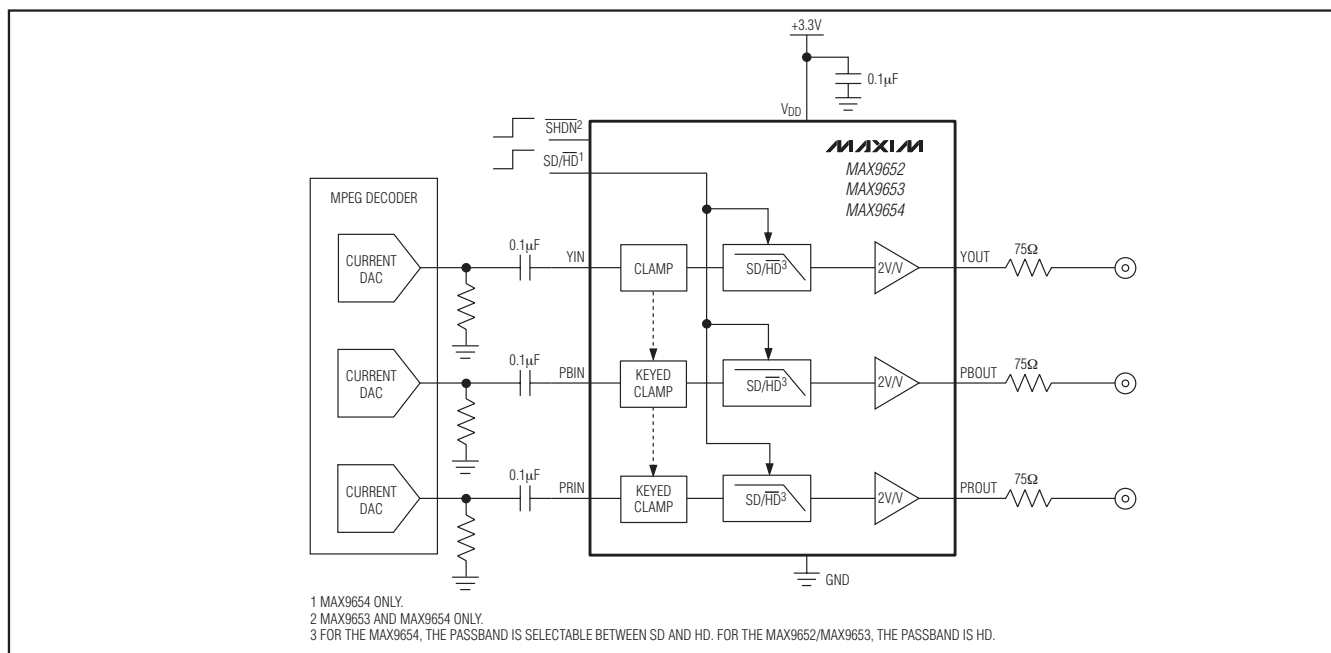 +3.3V
0.1µF
VDD
SHDN2
SD/HD1
MAXIM
MAX9652
MAX9653
MAX9654
MPEG DECODER
CURRENT
DAC
0.1µF
YIN
CLAMP
SD/HD3
2V/V
YOUT
75Ω
CURRENT
DAC
0.1µF
PBIN
KEYED
CLAMP
SD/HD3
2V/V
PBOUT
75Ω
CURRENT
DAC
0.1µF
PRIN
KEYED
CLAMP
SD/HD3
2V/V
PROUT
75Ω
GND
1 MAX9654 ONLY.
2 MAX9653 AND MAX9654 ONLY.
3 FOR THE MAX9654, THE PASSBAND IS SELECTABLE BETWEEN SD AND HD. FOR THE MAX9652/MAX9653, THE PASSBAND IS HD.